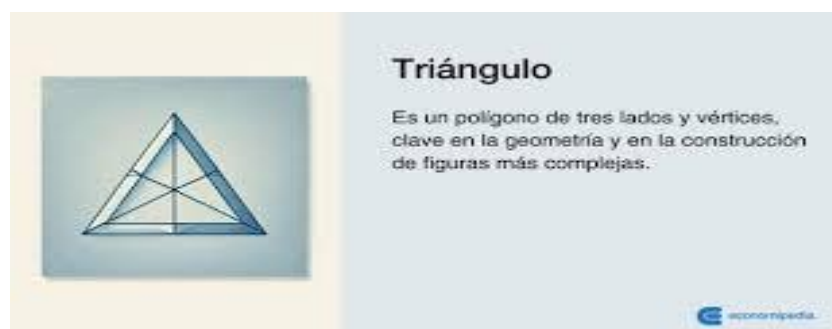 Triángulo
Es un polígono de tres lados y vértices,
clave en la geometría y en la construcción
de figuras más complejas.
economipedia